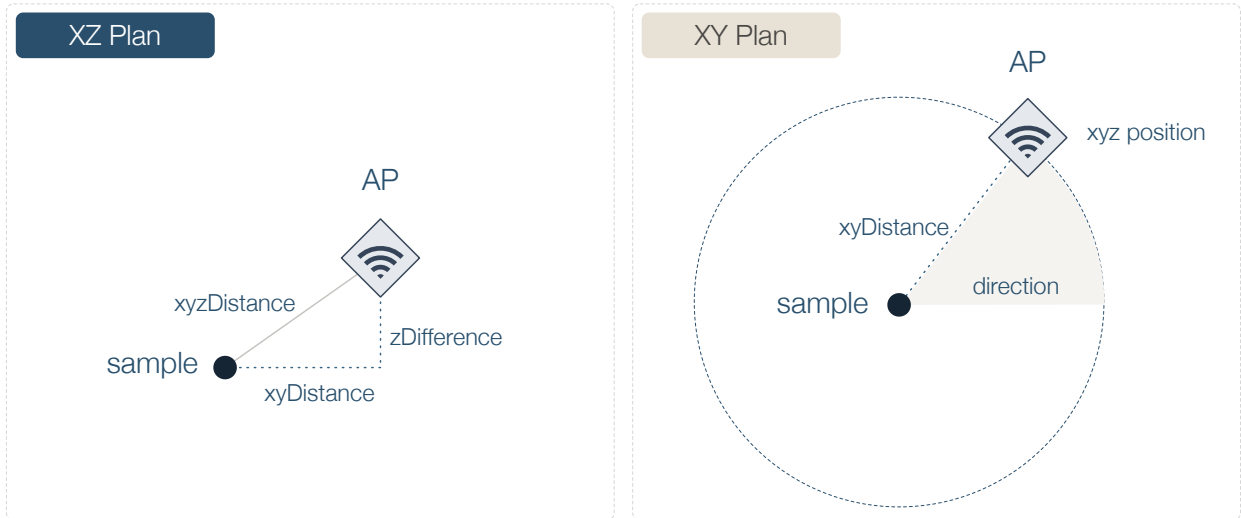 XZ Plan
AP
xyzDistance
zDifference
sample
xyDistance
XY Plan
AP
xyz position
xyDistance
direction
sample